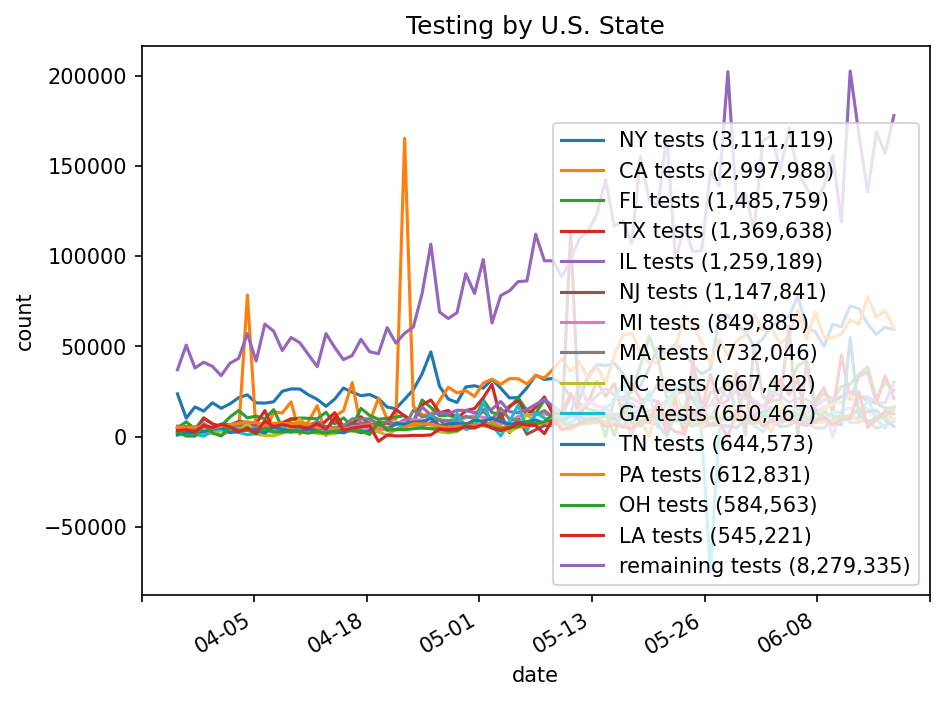 Testing by U.S. State
200000
150000
100000
50000
0
−50000
count
NY tests (3,111,119)
CA tests (2,997,988)
FL tests (1,485,759)
TX tests (1,369,638)
IL tests (1,259,189)
NJ tests (1,147,841)
MI tests (849,885)
MA tests (732,046)
NC tests (667,422)
GA tests (650,467)
TN tests (644,573)
PA tests (612,831)
OH tests (584,563)
LA tests (545,221)
remaining tests (8,279,335)
04-05
04-18
05-01
05-13
05-26
06-08
date